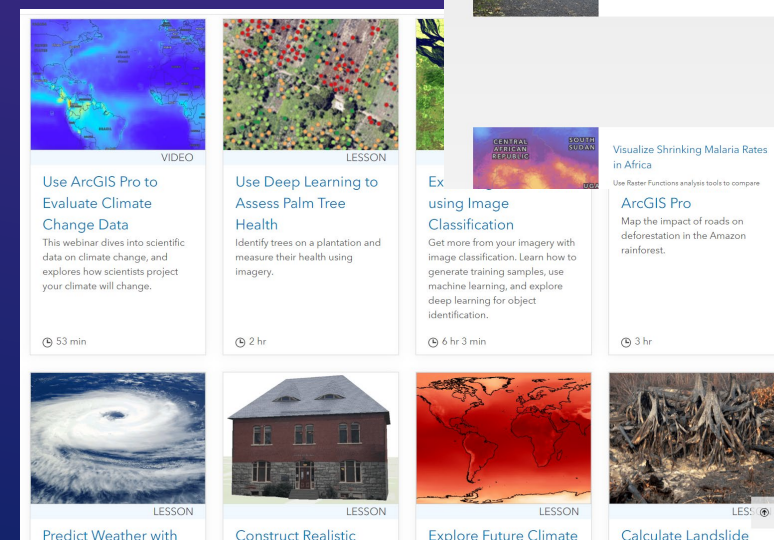 VIDEO
Use ArcGIS Pro to
Evaluate Climate
Change Data
This webinar dives into scientific
data on climate change, and
explores how scientists project
your climate will change.
53 min
LESSON
Use Deep Learning to
Assess Palm Tree
Health
Identify trees on a plantation and
measure their health using
imagery.
2 hr
using Image
Classification
Get more from your imagery with
image classification. Learn how to
generate training samples, use
machine learning, and explore
deep learning for object
identification.
6 hr 3 min
CENTRAL
AFRICAN
REPUBLIC
SOUTH
SUDAN
Visualize Shrinking Malaria Rates
in Africa
Use Raster Functions analysis tools to compare
ArcGIS Pro
Map the impact of roads on
deforestation in the Amazon
rainforest.
3 hr
LESSON
Predict Weather with
LESSON
Construct Realistic
LESSON
Explore Future Climate
Calculate Landslide